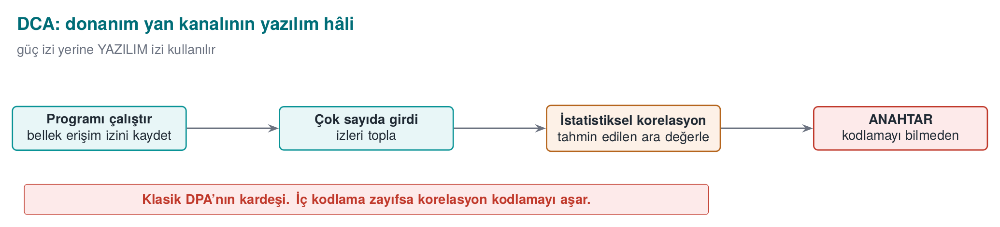 DCA: donanım yan kanalının yazılım hâli
güç izi yerine YAZILIM izi kullanılır
Programı çalıştır
bellek erişim izini kaydet
Çok sayıda girdi
izleri topla
İstatistiksel korelasyon
tahmin edilen ara değerle
ANAHTAR
kodlamayı bilmeden
Klasik DPA’nın kardeşi. İç kodlama zayıfsa korelasyon kodlamayı aşar.